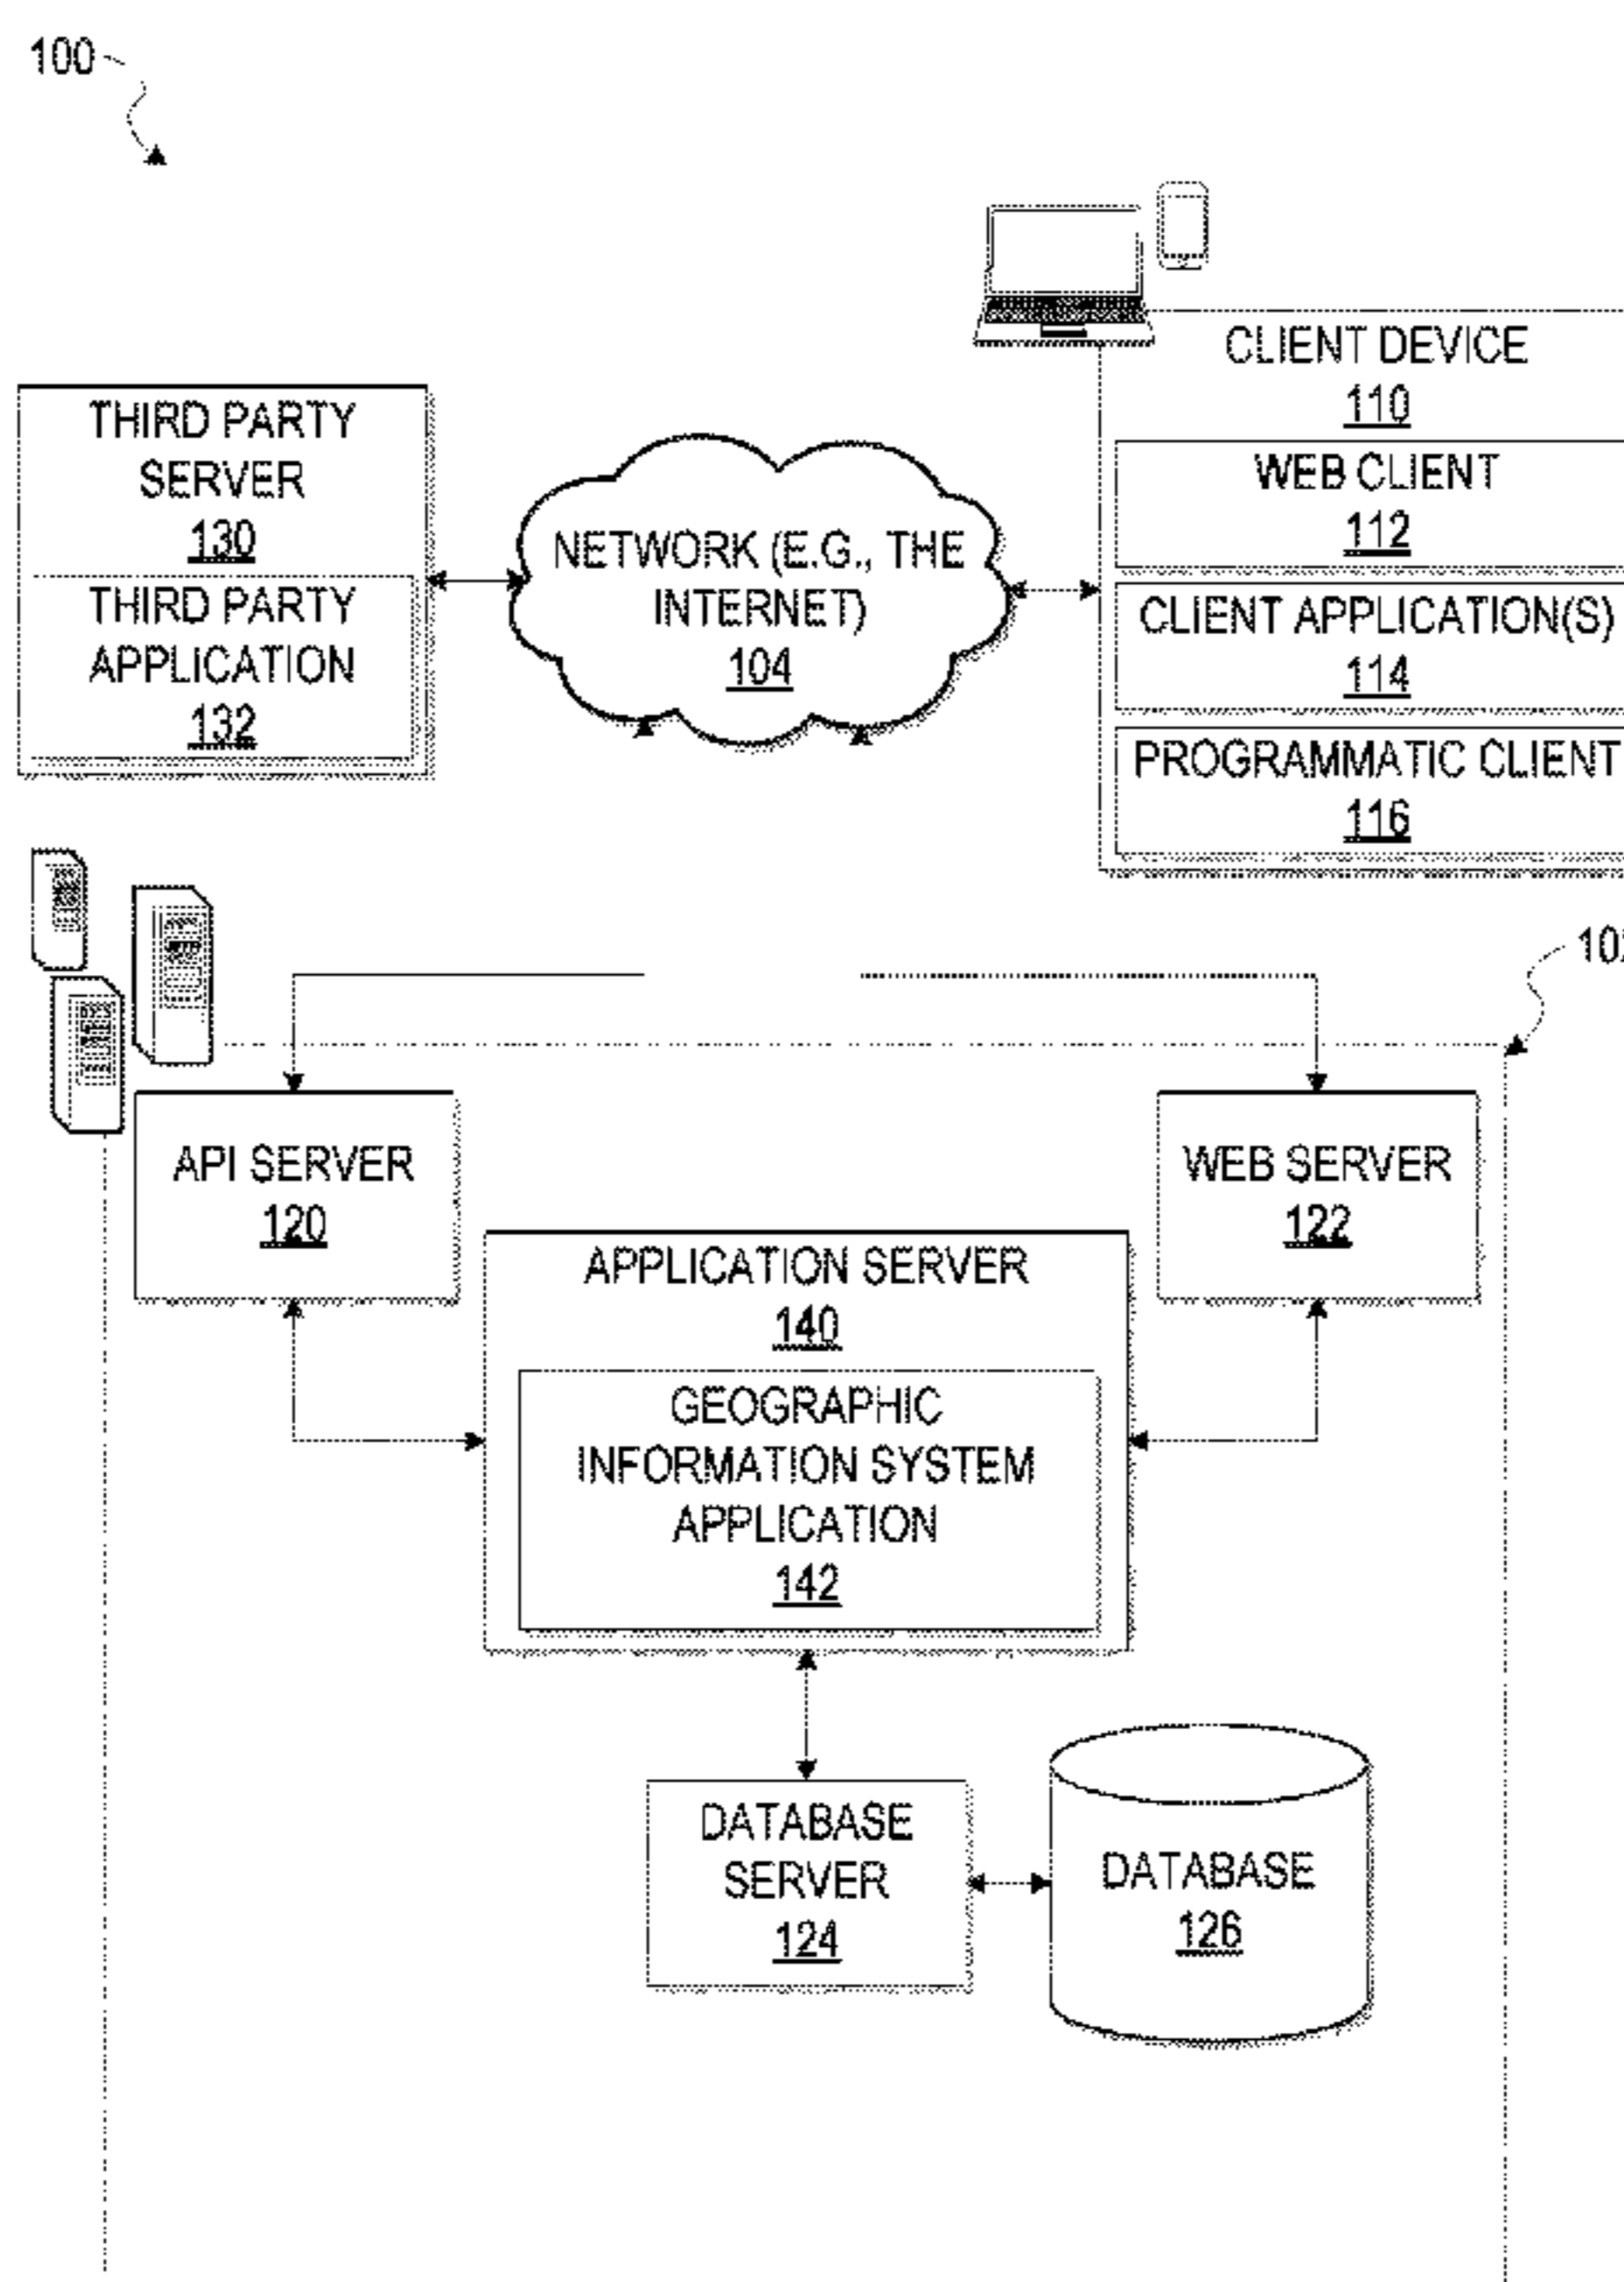 100
CLIENT DEVICE
110
WEB CLIENT
112
CLIENT APPLICATION(S)
114
PROGRAMMATIC CLIENT
116
THIRD PARTY
SERVER
130
THIRD PARTY
APPLICATION
132
NETWORK (E.G., THE
INTERNET)
104
API SERVER
120
WEB SERVER
122
APPLICATION SERVER
140
GEOGRAPHIC
INFORMATION SYSTEM
APPLICATION
142
DATABASE
SERVER
124
DATABASE
126